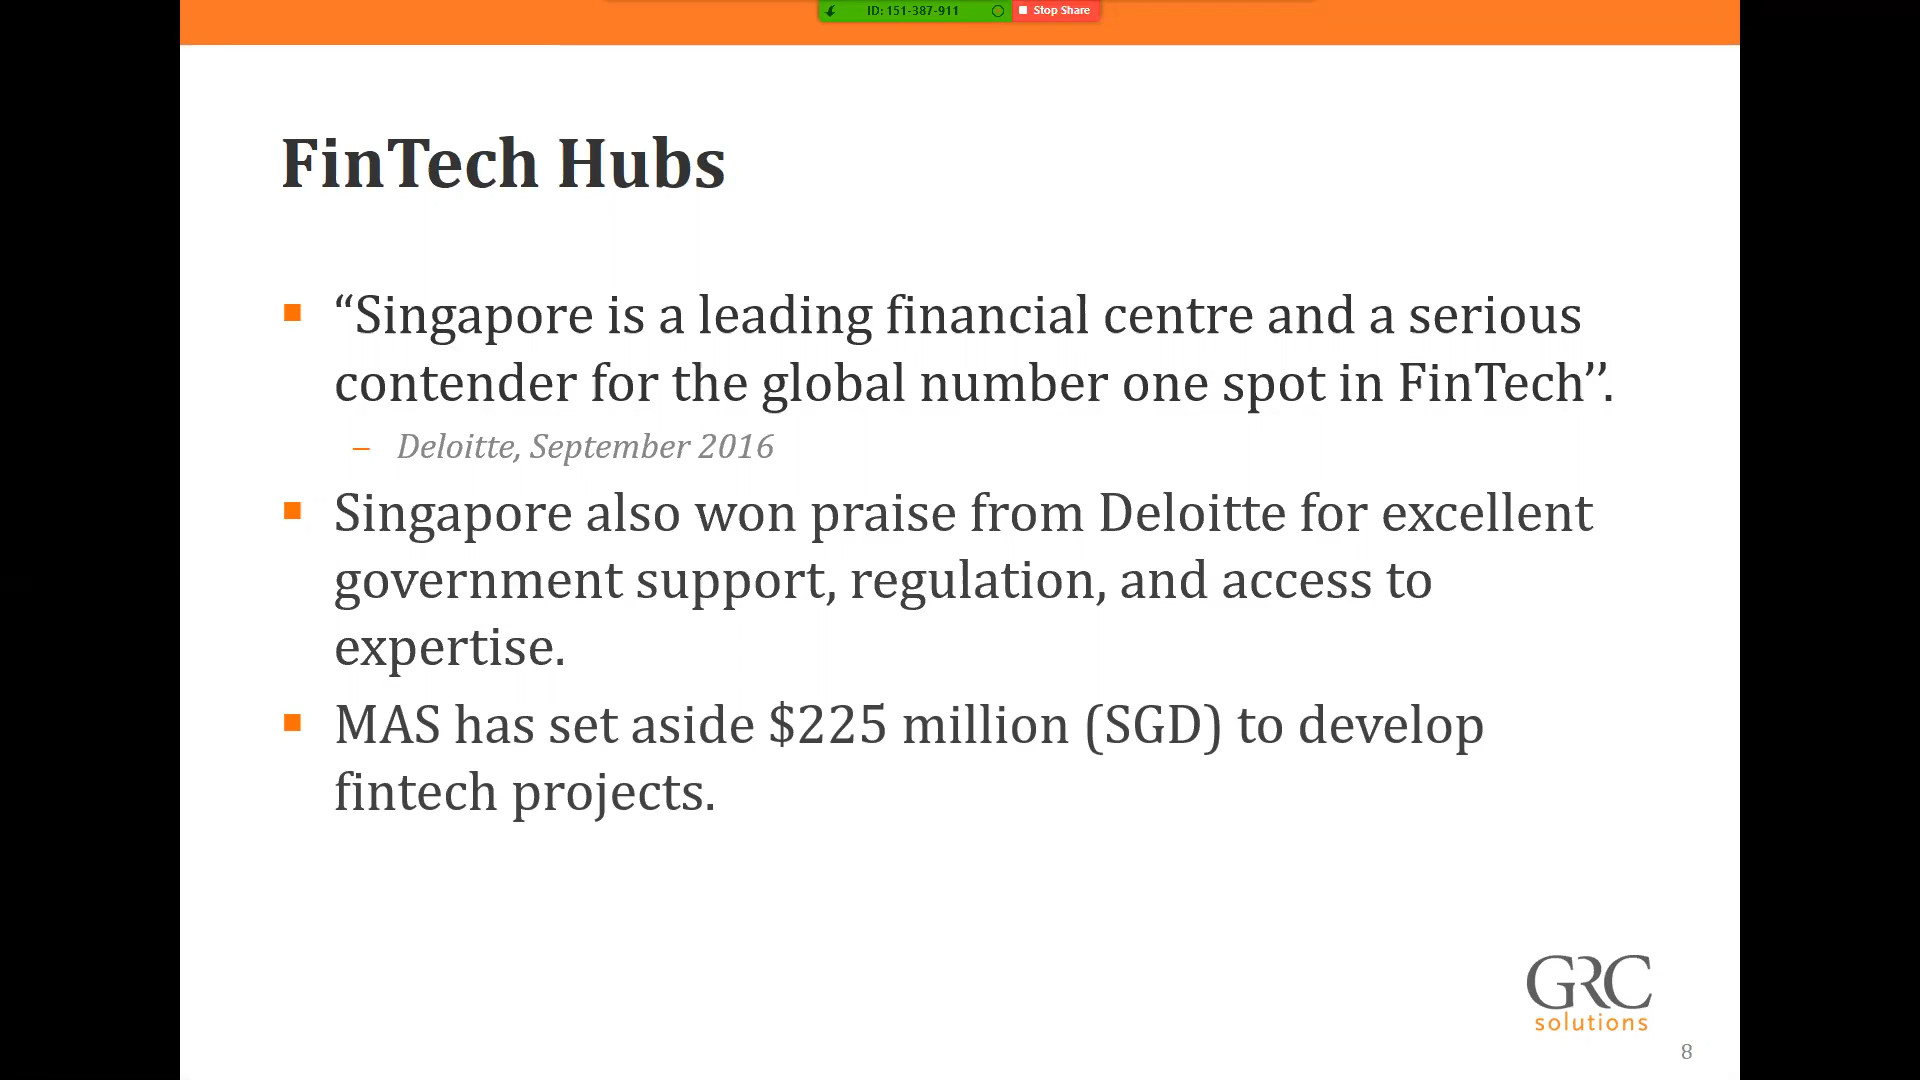 ID: 151-387-911
Stop Share
FinTech Hubs
“Singapore is a leading financial centre and a serious
contender for the global number one spot in FinTech’’.
– Deloitte, September 2016
Singapore also won praise from Deloitte for excellent
government support, regulation, and access to
expertise.
MAS has set aside $225 million (SGD) to develop
fintech projects.
GRC
solutions
8